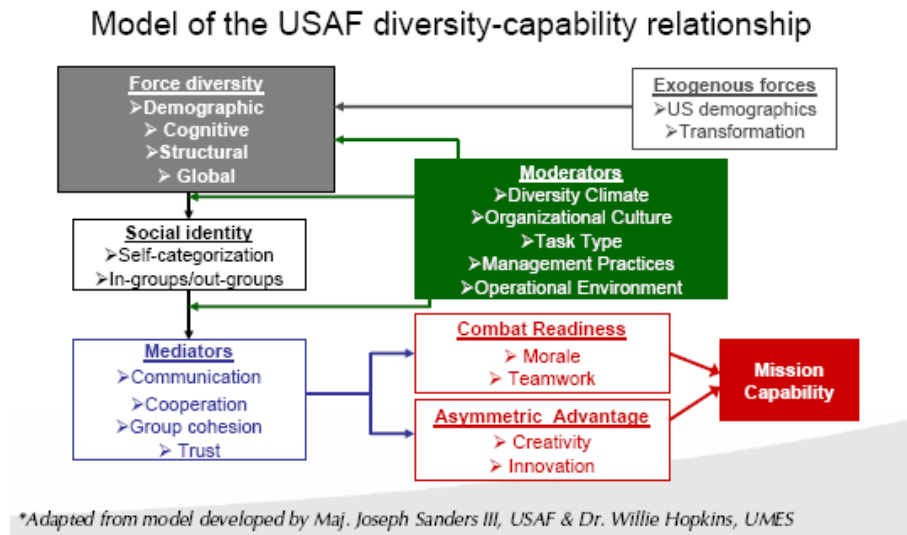 Model of the USAF diversity-capability relationship
Force diversity
➢Demographic
➢ Cognitive
➢Structural
➢ Global
Exogenous forces
➢US demographics
➢Transformation
Moderators
➢Diversity Climate
➢Organizational Culture
➢Task Type
➢Management Practices
➢Operational Environment
Social identity
➢Self-categorization
➢In-groups/out-groups
Mediators
➢Communication
➢Cooperation
➢Group cohesion
➢ Trust
Combat Readiness
➢ Morale
➢ Teamwork
Asymmetric Advantage
➢ Creativity
➢ Innovation
Mission
Capability
*Adapted from model developed by Maj. Joseph Sanders III, USAF & Dr. Willie Hopkins, UMES